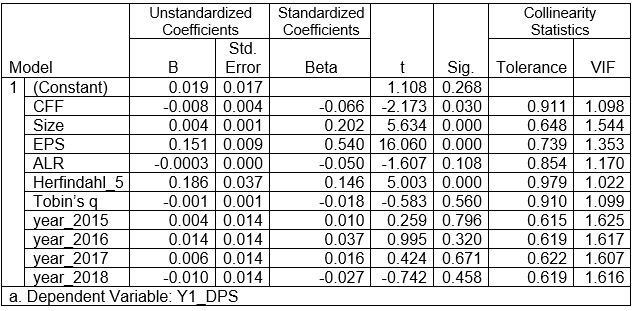 Model Unstandardized Coefficients Standardized Coefficients t Sig. Collinearity Statistics
B Std. Error Beta Tolerance VIF
1 (Constant) 0.019 0.017 1.108 0.268
CFF -0.008 0.004 -0.066 -2.173 0.030 0.911 1.098
Size 0.004 0.001 0.202 5.634 0.000 0.648 1.544
EPS 0.151 0.009 0.540 16.060 0.000 0.739 1.353
ALR -0.0003 0.000 -0.050 -1.607 0.108 0.854 1.170
Herfindahl_5 0.186 0.037 0.146 5.003 0.000 0.979 1.022
Tobin’s q -0.001 0.001 -0.018 -0.583 0.560 0.910 1.099
year_2015 0.004 0.014 0.010 0.259 0.796 0.615 1.625
year_2016 0.014 0.014 0.037 0.995 0.320 0.619 1.617
year_2017 0.006 0.014 0.016 0.424 0.671 0.622 1.607
year_2018 -0.010 0.014 -0.027 -0.742 0.458 0.619 1.616
a. Dependent Variable: Y1_DPS